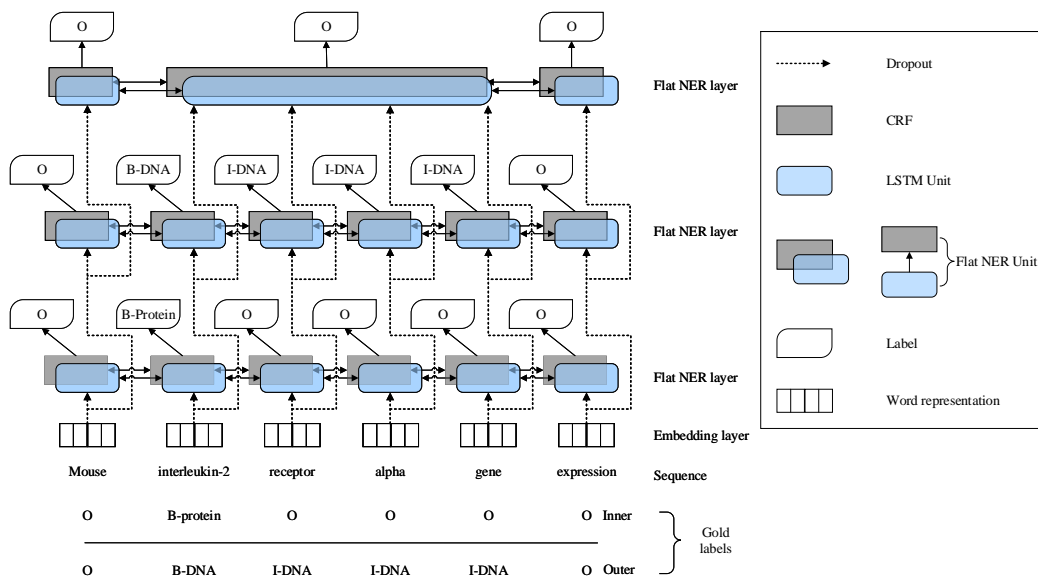 O O O
Flat NER layer
O B-DNA I-DNA I-DNA I-DNA O
Flat NER layer
O B-Protein O O O O
Flat NER layer
Embedding layer
Mouse interleukin-2 receptor alpha gene expression Sequence
O B-protein O O O O Inner
O B-DNA I-DNA I-DNA I-DNA O Outer
Gold
labels
Dropout
CRF
LSTM Unit
Flat NER Unit
Label
Word representation